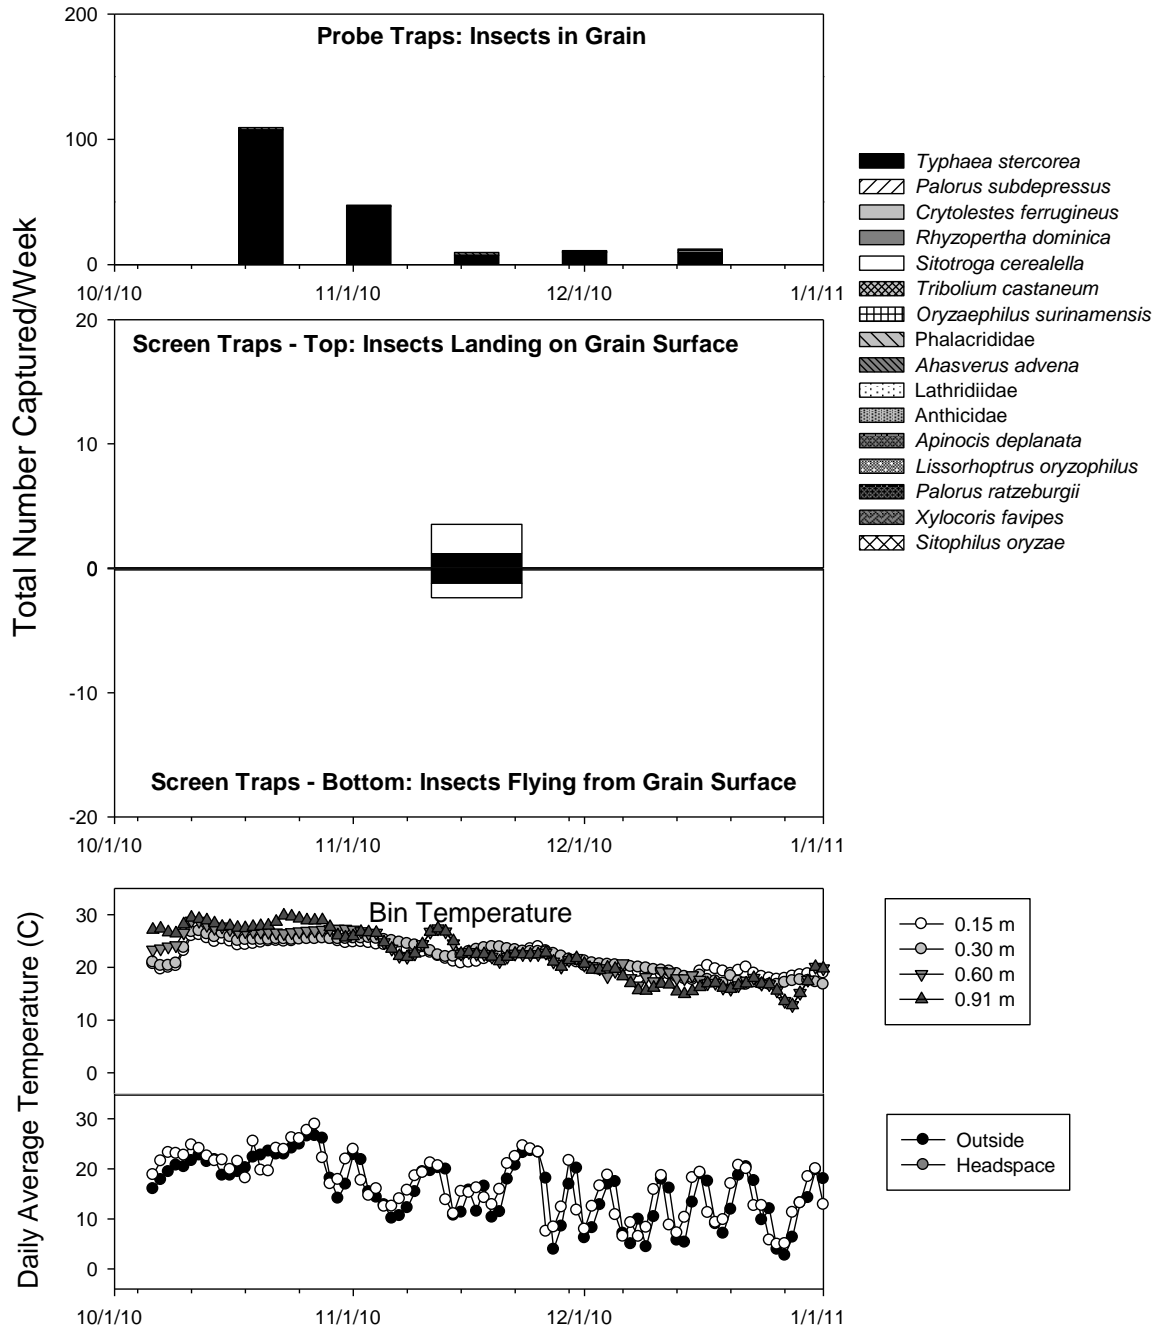 Probe Traps: Insects in Grain
200
100
0
10/1/10 11/1/10 12/1/10 1/1/11
Total Number Captured/Week
Screen Traps - Top: Insects Landing on Grain Surface
20
10
0
-10
-20
Screen Traps - Bottom: Insects Flying from Grain Surface
10/1/10 11/1/10 12/1/10 1/1/11
Typhaea stercorea
Palorus subdepressus
Crytolestes ferrugineus
Rhyzopertha dominica
Sitotroga cerealella
Tribolium castaneum
Oryzaephilus surinamensis
Phalacrididae
Ahasverus advena
Lathridiidae
Anthicidae
Apinocis deplanata
Lissorhoptrus oryzophilus
Palorus ratzeburgii
Xylocoris favipes
Sitophilus oryzae
Daily Average Temperature (C)
Bin Temperature
30
20
10
0
0.15 m
0.30 m
0.60 m
0.91 m
30
20
10
0
10/1/10 11/1/10 12/1/10 1/1/11
Outside
Headspace